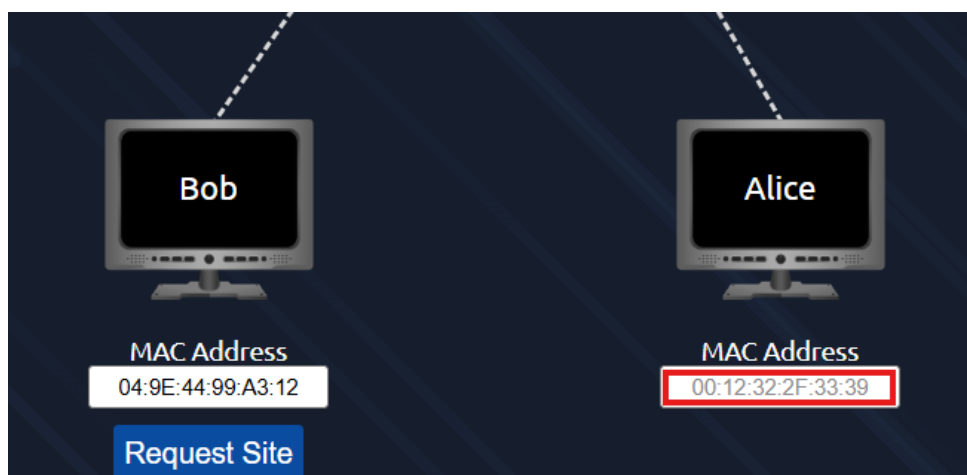 Bob
Alice
MAC Address
MAC Address
04:9E:44:99:A3:12
00:12:32:2F:33:39
Request Site